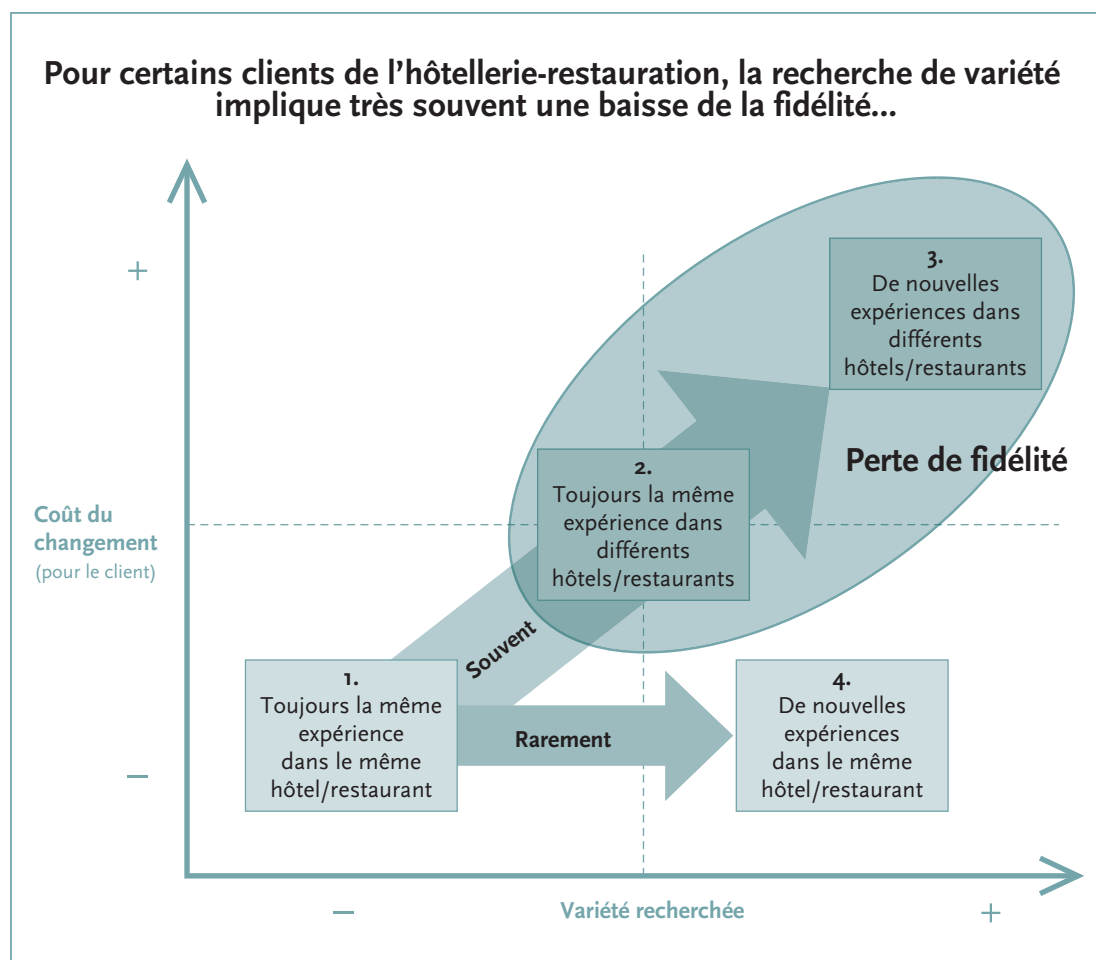 Pour certains clients de l’hôtellerie-restauration, la recherche de variété
implique très souvent une baisse de la fidélité...
+
3.
De nouvelles
expériences dans
différents
hôtels/restaurants
Perte de fidélité
2.
Toujours la même
expérience dans
différents
hôtels/restaurants
Coût du
changement
(pour le client)
Souvent
1.
Toujours la même
expérience
dans le même
hôtel/restaurant
Rarement
4.
De nouvelles
expériences
dans le même
hôtel/restaurant
–
–
Variété recherchée
+